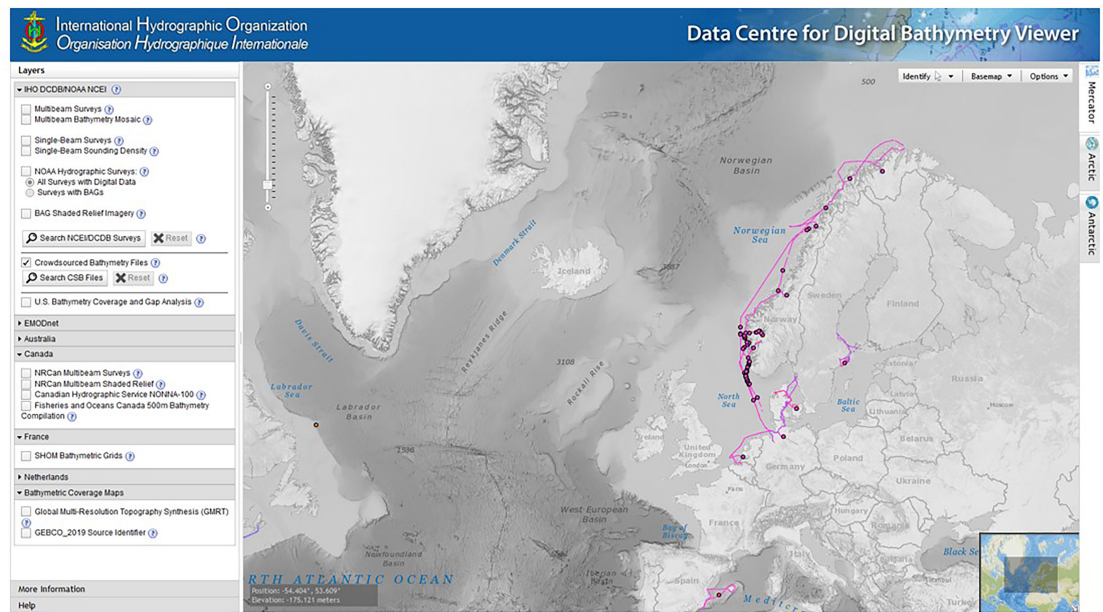 International Hydrographic Organization
Organisation Hydrographique Internationale
Data Centre for Digital Bathymetry Viewer
Layers
IHO DCDB/NOAA NCEI
Multibeam Surveys
Multibeam Bathymetry Mosaic
Single-Beam Surveys
Single-Beam Sounding Density
NOAA Hydrographic Surveys:
All Surveys with Digital Data
Surveys with BAGs
BAG Shaded Relief Imagery
Search NCEI/DCDB Surveys
Reset
Crowdsourced Bathymetry Files
Search CSB Files
Reset
U.S. Bathymetry Coverage and Gap Analysis
EMODnet
Australia
Canada
NRCan Multibeam Surveys
NRCan Multibeam Shaded Relief
Canadian Hydrographic Service NONNA-100
Fisheries and Oceans Canada 500m Bathymetry
Compilation
France
SHOM Bathymetric Grids
Netherlands
Bathymetric Coverage Maps
Global Multi-Resolution Topography Synthesis (GMRT)
GEBCO_2019 Source Identifier
More Information
Help
Identify
Basemap
Options
Mercator
Arctic
Antarctic
500
Norwegian
Basin
Norwegian
Sea
Denmark Strait
Iceland
Sweden
Finland
Norway
Davis Strait
Reykjanes Ridge
3108
Rockall Rise
Labrador
Sea
Labrador
Basin
North
Sea
Baltic
Sea
Estonia
Latvia
Lithuania
Russia
Moscow
Belarus
Ireland
United
Kingdom
London
Germany
Poland
Ukraine
Paris
France
Hungary
Romania
West European
Basin
Bay of
Biscay
Italy
Black Se
Newfoundland
Basin
Iberian
Spain
RTH ATLANTIC OCEAN
Position: -54.404°, 53.609°
Elevation: -175.121 meters